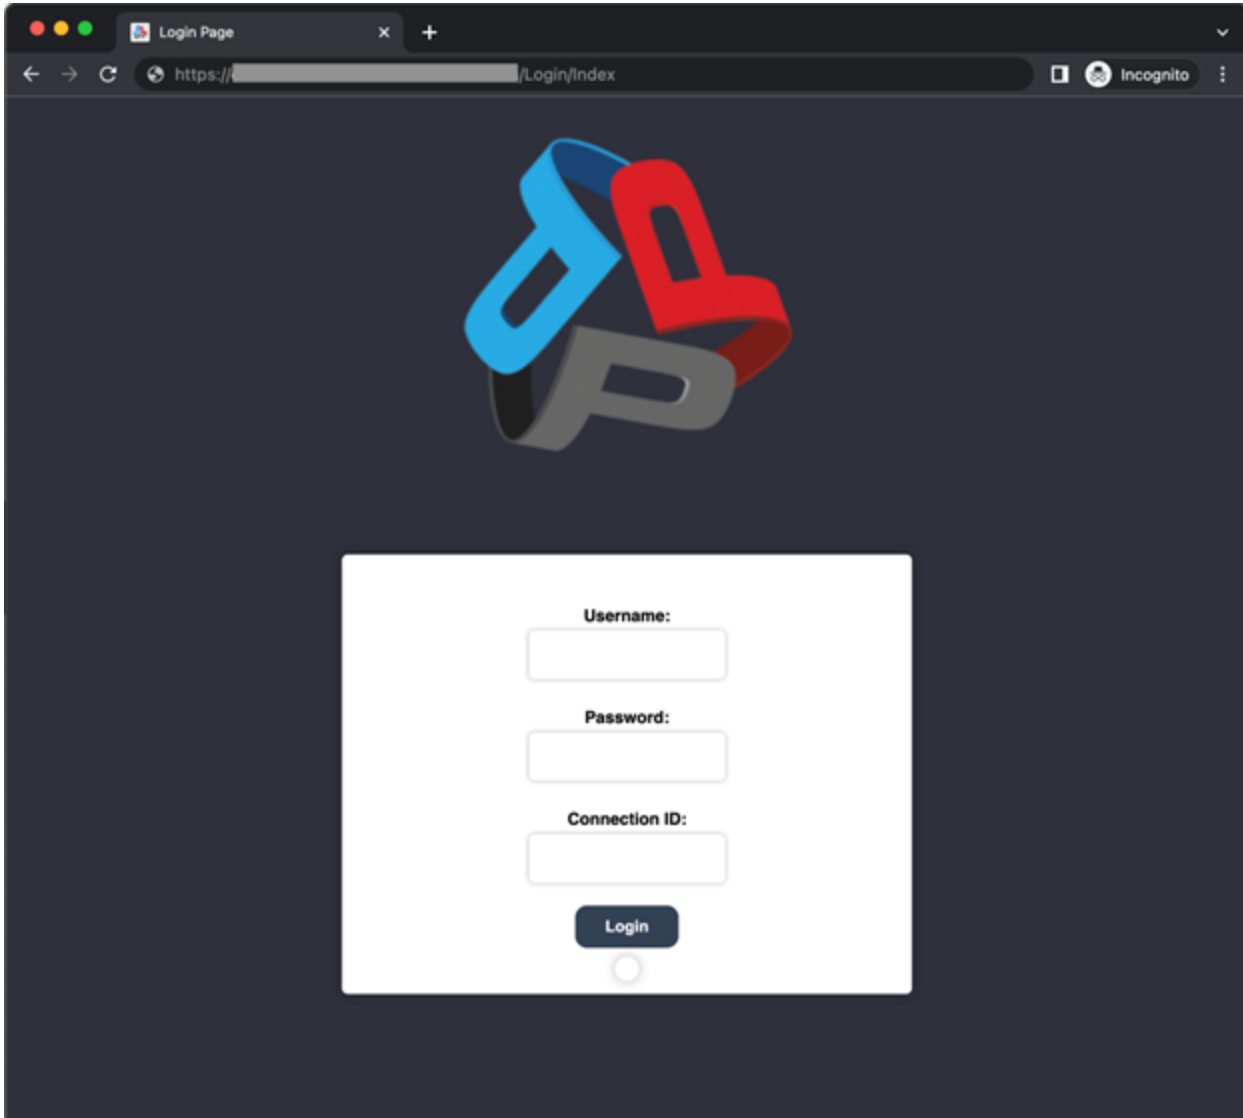 Login Page
https:// /Login/Index
Incognito
P
P
P
Username:
Password:
Connection ID:
Login